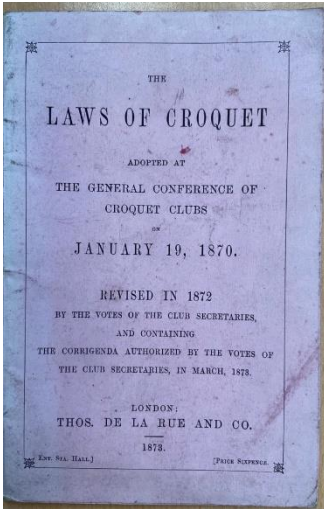 THE
LAWS OF CROQUET
ADOPTED AT
THE GENERAL CONFERENCE OF
CROQUET CLUBS
ON
JANUARY 19, 1870.
REVISED IN 1872
BY THE VOTES OF THE CLUB SECRETARIES,
AND CONTAINING
THE CORRIGENDA AUTHORIZED BY THE VOTES OF
THE CLUB SECRETARIES, IN MARCH, 1873.
LONDON:
THOS. DE LA RUE AND CO.
1873.
ENT. STA. HALL.] [PRICE SIXPENCE.